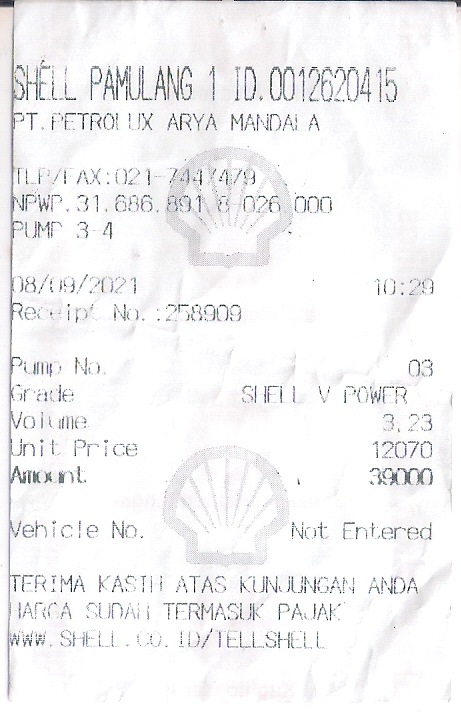 SHELL PAMULANG 1 ID.0012620415
PT.PETROLUX ARYA MANDALA
TLP/FAX:021-7447479
NPWP.31.686.891.8-026.000
PUMP 3-4
08/09/2021 10:29
Receipt No.:258909
Pump No. 03
Grade SHELL V POWER
Volume 3,23
Unit Price 12070
Amount 39000
Vehicle No. Not Entered
TERIMA KASIH ATAS KUNJUNGAN ANDA
HARGA SUDAH TERMASUK PAJAK
WWW.SHELL.CO.ID/TELLSHELL